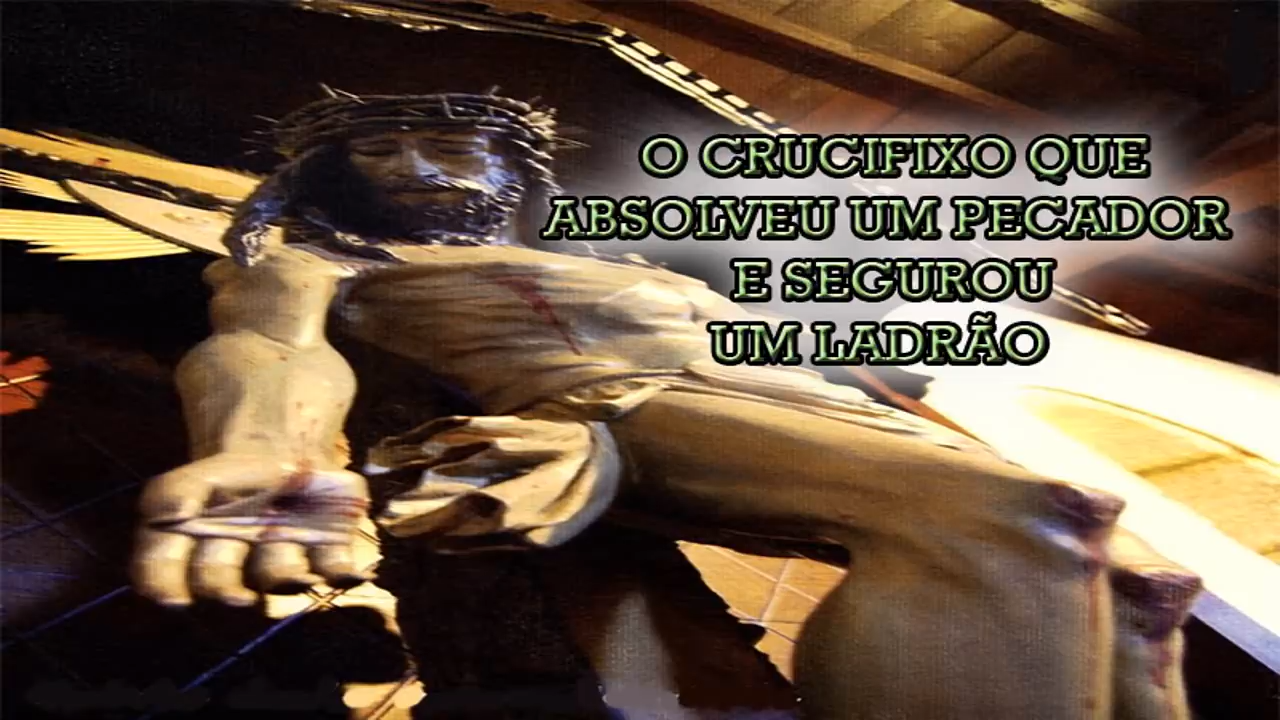 O CRUCIFIXO QUE
ABSOLVEU UM PECADOR
E SEGUROU
UM LADRÃO